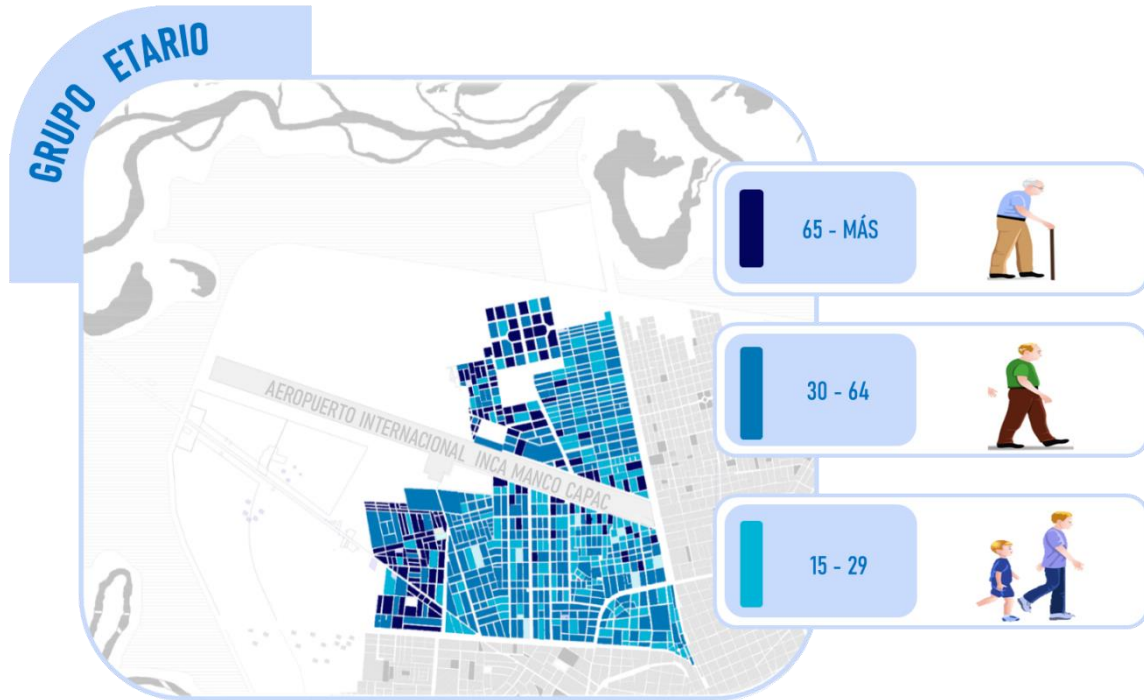 GRUPO ETARIO
65 - MÁS
30 - 64
15 - 29
AEROPUERTO INTERNACIONAL INCA MANCO CAPAC